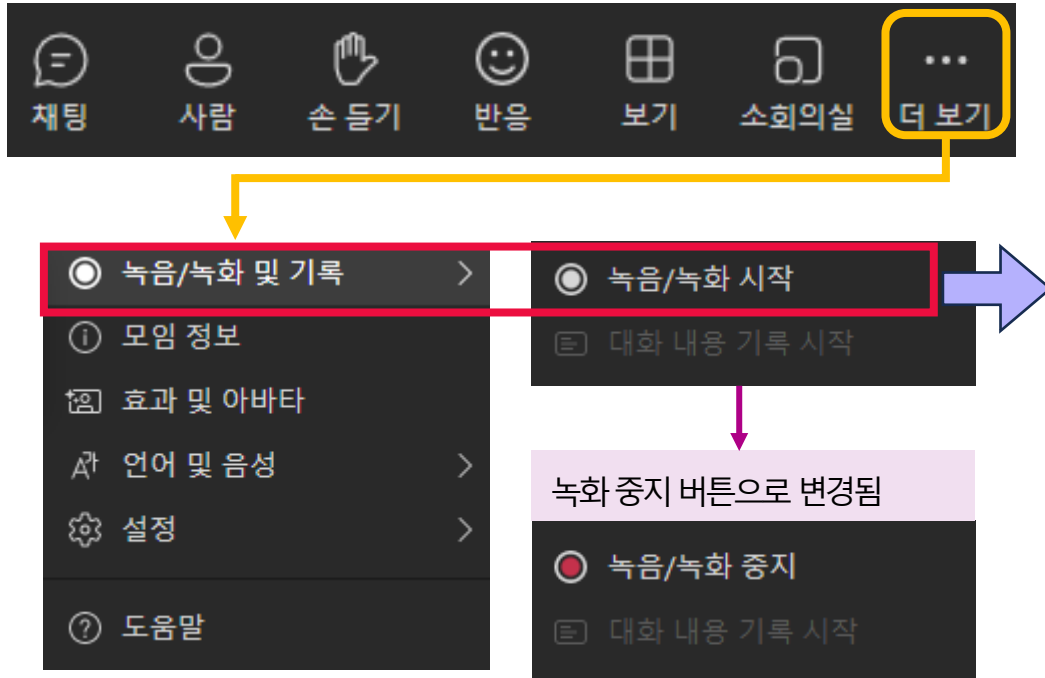 채팅 사람 손 들기 반응 보기 소회의실 더 보기
녹음/녹화 및 기록
모임 정보
효과 및 아바타
언어 및 음성
설정
도움말
녹음/녹화 시작
대화 내용 기록 시작
녹화 중지 버튼으로 변경됨
녹음/녹화 중지
대화 내용 기록 시작